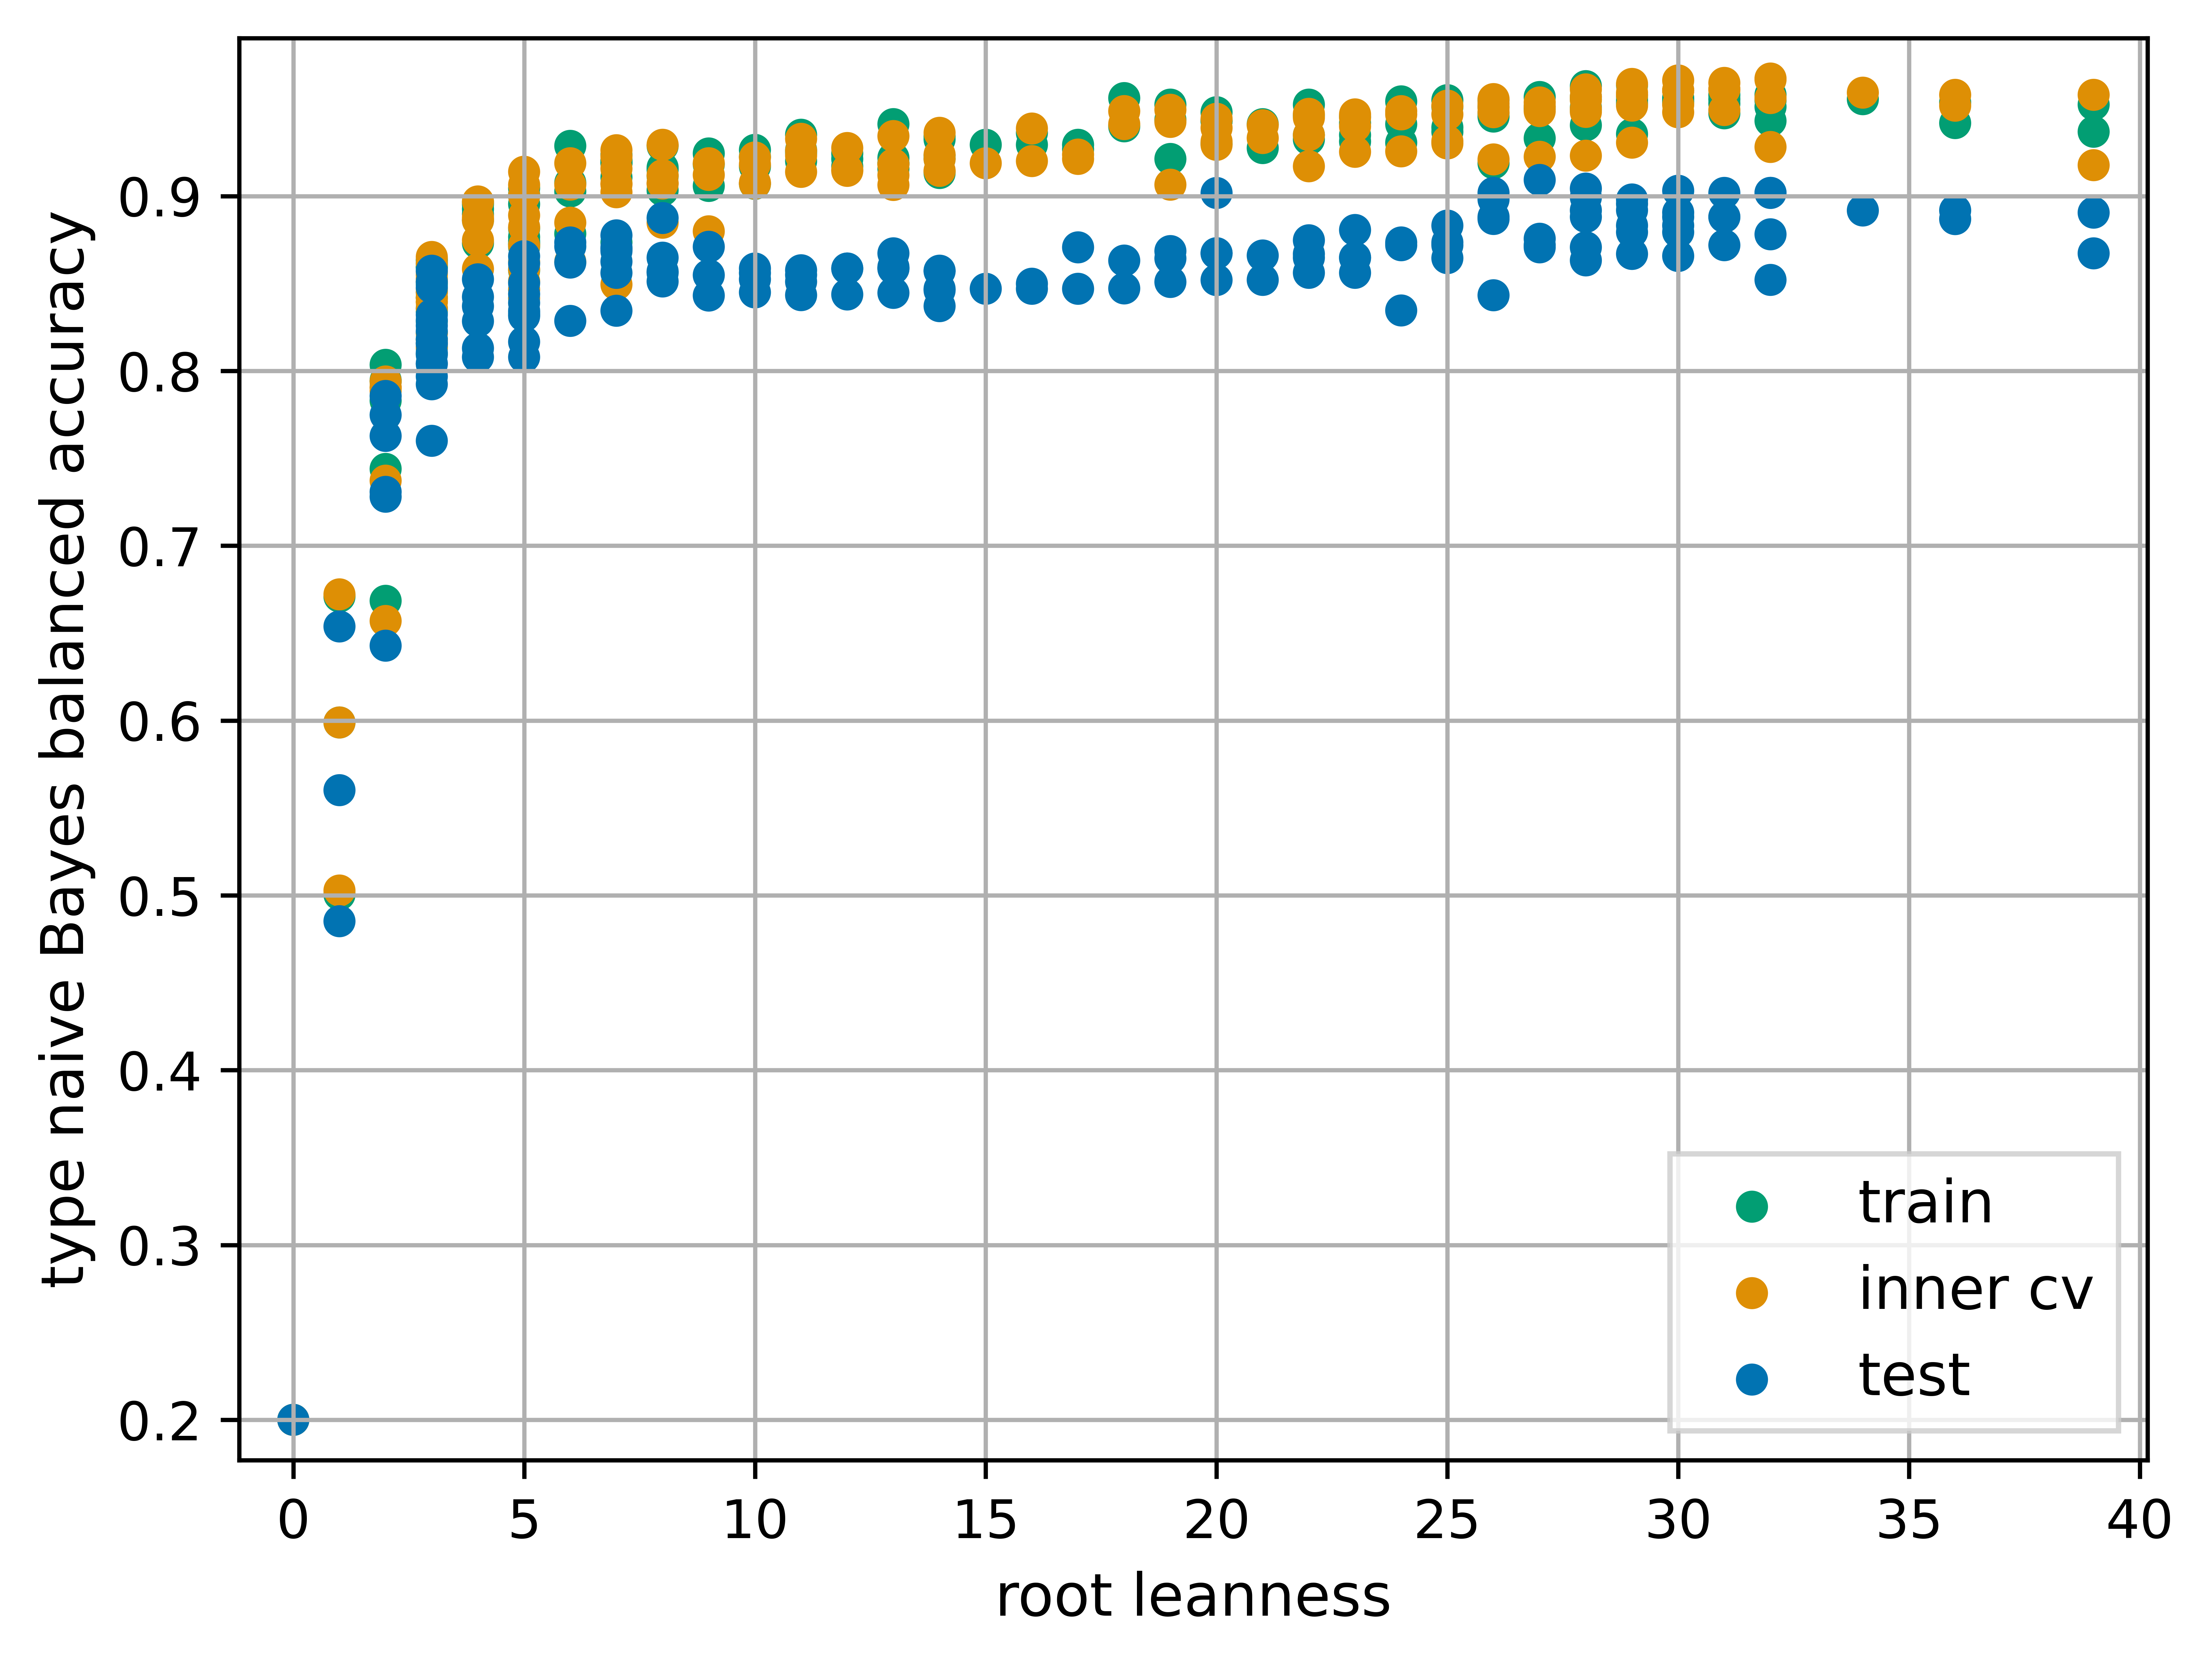 type naive Bayes balanced accuracy
0.9
0.8
0.7
0.6
0.5
0.4
0.3
0.2
0 5 10 15 20 25 30 35 40
root leanness
train
inner cv
test